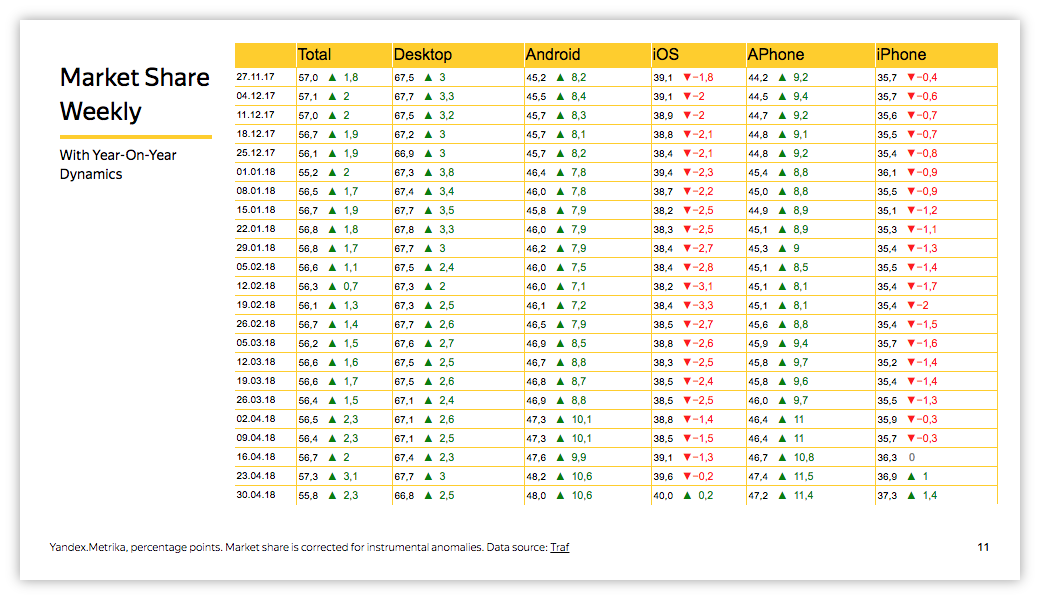 Market Share
Weekly
With Year-On-Year
Dynamics
Total Desktop Android iOS APhone iPhone
27.11.17 57,0 ▲ 1,8 67,5 ▲ 3 45,2 ▲ 8,2 39,1 ▼−1,8 44,2 ▲ 9,2 35,7 ▼−0,4
04.12.17 57,1 ▲ 2 67,7 ▲ 3,3 45,5 ▲ 8,4 39,1 ▼−2 44,5 ▲ 9,4 35,7 ▼−0,6
11.12.17 57,0 ▲ 2 67,5 ▲ 3,2 45,7 ▲ 8,3 38,9 ▼−2 44,7 ▲ 9,2 35,6 ▼−0,7
18.12.17 56,7 ▲ 1,9 67,2 ▲ 3 45,7 ▲ 8,1 38,8 ▼−2,1 44,8 ▲ 9,1 35,5 ▼−0,7
25.12.17 56,1 ▲ 1,9 66,9 ▲ 3 45,7 ▲ 8,2 38,4 ▼−2,1 44,8 ▲ 9,2 35,4 ▼−0,8
01.01.18 55,2 ▲ 2 67,3 ▲ 3,8 46,4 ▲ 7,8 39,4 ▼−2,3 45,4 ▲ 8,8 36,1 ▼−0,9
08.01.18 56,5 ▲ 1,7 67,4 ▲ 3,4 46,0 ▲ 7,8 38,7 ▼−2,2 45,0 ▲ 8,8 35,5 ▼−0,9
15.01.18 56,7 ▲ 1,9 67,7 ▲ 3,5 45,8 ▲ 7,9 38,2 ▼−2,5 44,9 ▲ 8,9 35,1 ▼−1,2
22.01.18 56,8 ▲ 1,8 67,8 ▲ 3,3 46,0 ▲ 7,9 38,3 ▼−2,5 45,1 ▲ 8,9 35,3 ▼−1,1
29.01.18 56,8 ▲ 1,7 67,7 ▲ 3 46,2 ▲ 7,9 38,4 ▼−2,7 45,3 ▲ 9 35,4 ▼−1,3
05.02.18 56,6 ▲ 1,1 67,5 ▲ 2,4 46,0 ▲ 7,5 38,4 ▼−2,8 45,1 ▲ 8,5 35,5 ▼−1,4
12.02.18 56,3 ▲ 0,7 67,3 ▲ 2 46,0 ▲ 7,1 38,2 ▼−3,1 45,1 ▲ 8,1 35,4 ▼−1,7
19.02.18 56,1 ▲ 1,3 67,3 ▲ 2,5 46,1 ▲ 7,2 38,4 ▼−3,3 45,1 ▲ 8,1 35,4 ▼−2
26.02.18 56,7 ▲ 1,4 67,7 ▲ 2,6 46,5 ▲ 7,9 38,5 ▼−2,7 45,6 ▲ 8,8 35,4 ▼−1,5
05.03.18 56,2 ▲ 1,5 67,6 ▲ 2,7 46,9 ▲ 8,5 38,8 ▼−2,6 45,9 ▲ 9,4 35,7 ▼−1,6
12.03.18 56,6 ▲ 1,6 67,5 ▲ 2,5 46,7 ▲ 8,8 38,3 ▼−2,5 45,8 ▲ 9,7 35,2 ▼−1,4
19.03.18 56,6 ▲ 1,7 67,5 ▲ 2,6 46,8 ▲ 8,7 38,5 ▼−2,4 45,8 ▲ 9,6 35,4 ▼−1,4
26.03.18 56,4 ▲ 1,5 67,1 ▲ 2,4 46,9 ▲ 8,8 38,5 ▼−2,5 46,0 ▲ 9,7 35,5 ▼−1,3
02.04.18 56,5 ▲ 2,3 67,1 ▲ 2,6 47,3 ▲ 10,1 38,8 ▼−1,4 46,4 ▲ 11 35,9 ▼−0,3
09.04.18 56,4 ▲ 2,3 67,1 ▲ 2,5 47,3 ▲ 10,1 38,5 ▼−1,5 46,4 ▲ 11 35,7 ▼−0,3
16.04.18 56,7 ▲ 2 67,4 ▲ 2,3 47,6 ▲ 9,9 39,1 ▼−1,3 46,7 ▲ 10,8 36,3 0
23.04.18 57,3 ▲ 3,1 67,7 ▲ 3 48,2 ▲ 10,6 39,6 ▼−0,2 47,4 ▲ 11,5 36,9 ▲ 1
30.04.18 55,8 ▲ 2,3 66,8 ▲ 2,5 48,0 ▲ 10,6 40,0 ▲ 0,2 47,2 ▲ 11,4 37,3 ▲ 1,4
Yandex.Metrika, percentage points. Market share is corrected for instrumental anomalies. Data source: Traf
11